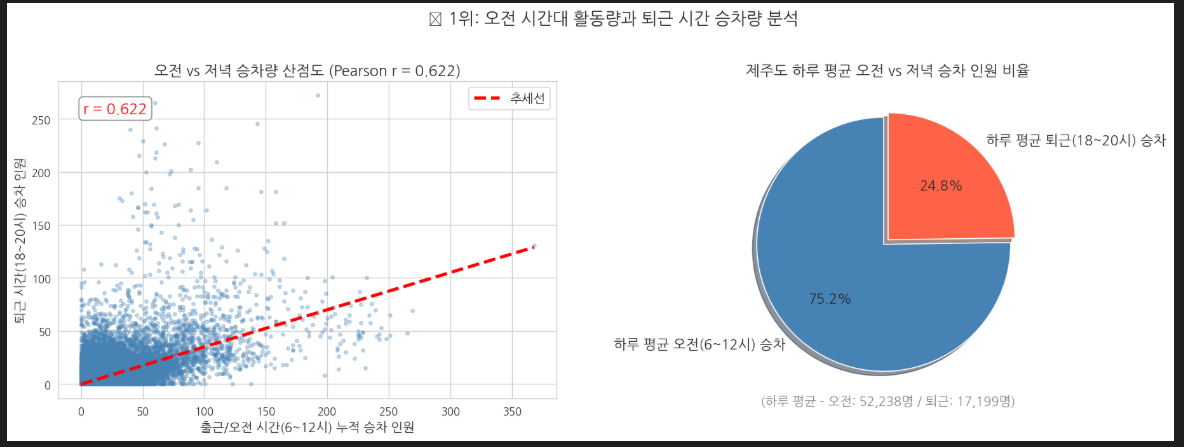 1위: 오전 시간대 활동량과 퇴근 시간 승차량 분석
오전 vs 저녁 승차량 산점도 (Pearson r = 0.622)
r = 0.622
추세선
퇴근 시간(18~20시) 승차 인원
250
200
150
100
50
0
0 50 100 150 200 250 300 350
출근/오전 시간(6~12시) 누적 승차 인원
제주도 하루 평균 오전 vs 저녁 승차 인원 비율
하루 평균 퇴근(18~20시) 승차
24.8%
75.2%
하루 평균 오전(6~12시) 승차
(하루 평균 - 오전: 52,238명 / 퇴근: 17,199명)